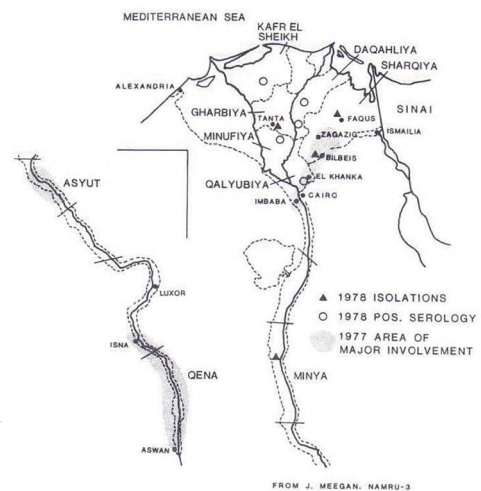 MEDITERRANEAN SEA
KAFR EL
SHEIKH
DAQAHLIYA
SHARQIYA
ALEXANDRIA
SINAI
GHARBIYA
TANTA
FAQUS
MINUFIYA
ZAGAZIG
ISMAILIA
BILBEIS
ASYUT
QALYUBIYA
EL KHANKA
IMBABA
CAIRO
LUXOR
1978 ISOLATIONS
1978 POS. SEROLOGY
1977 AREA OF
MAJOR INVOLVEMENT
ISNA
QENA
MINYA
ASWAN
FROM J. MEEGAN. NAMRU-3